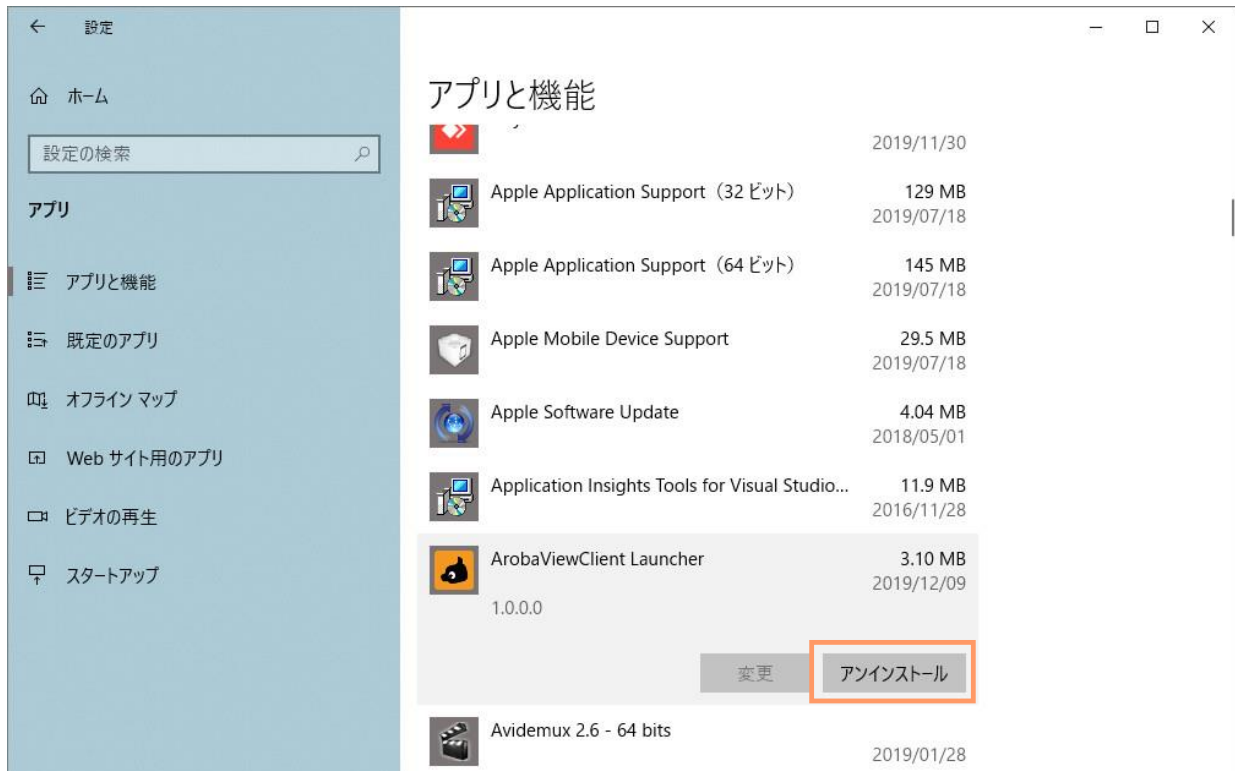 設定
ホーム
設定の検索
アプリ
アプリと機能
既定のアプリ
オフライン マップ
Web サイト用のアプリ
ビデオの再生
スタートアップ
アプリと機能
2019/11/30
Apple Application Support（32 ビット） 129 MB
2019/07/18
Apple Application Support（64 ビット） 145 MB
2019/07/18
Apple Mobile Device Support 29.5 MB
2019/07/18
Apple Software Update 4.04 MB
2018/05/01
Application Insights Tools for Visual Studio... 11.9 MB
2016/11/28
ArobaViewClient Launcher 3.10 MB
2019/12/09
1.0.0.0
変更 アンインストール
Avidemux 2.6 - 64 bits
2019/01/28